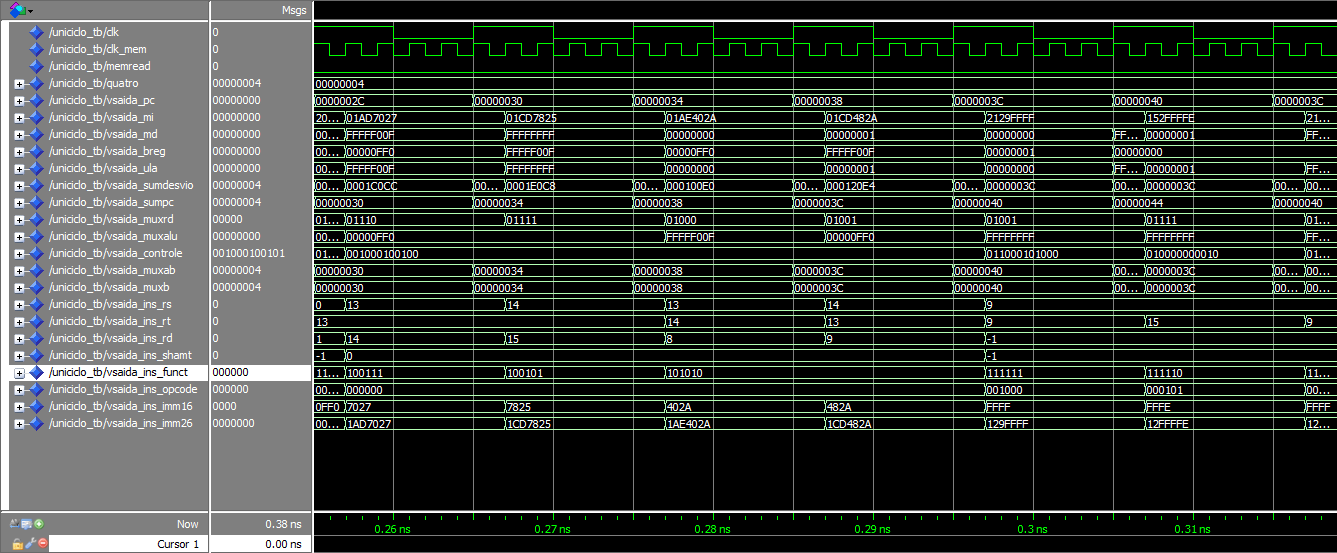 Msgs
/uniciclo_tb/clk 0
/uniciclo_tb/clk_mem 0
/uniciclo_tb/memread 0
/uniciclo_tb/quatro 00000004 00000004
/uniciclo_tb/vsaida_pc 00000000 0000002C 00000030 00000034 00000038 0000003C 00000040 0000003C
/uniciclo_tb/vsaida_mi 00000000 20... 01AD7027 01CD7825 01AE402A 01CD482A 2129FFFF 152FFFFE 21...
/uniciclo_tb/vsaida_md 00000000 00... FFFFF00F FFFFFFFF 00000000 00000001 00000000 FF... 00000001 FF...
/uniciclo_tb/vsaida_breg 00000000 00... 00000FF0 FFFFF00F 00000FF0 FFFFF00F 00000001 00000000
/uniciclo_tb/vsaida_ula 00000000 00... FFFFF00F FFFFFFFF 00000000 00000001 00000000 FF... 00000001 FF...
/uniciclo_tb/vsaida_sumdesvio 00000004 00... 0001C0CC 00... 0001E0C8 00... 000100E0 00... 000120E4 00... 0000003C 00... 0000003C 00... 00...
/uniciclo_tb/vsaida_sumpc 00000004 00000030 00000034 00000038 0000003C 00000040 00000044 00000040
/uniciclo_tb/vsaida_muxrd 00000 01... 01110 01111 01000 01001 01001 01111 01...
/uniciclo_tb/vsaida_muxalu 00000000 00... 00000FF0 FFFFF00F 00000FF0 FFFFFFFF FFFFFFFF FF...
/uniciclo_tb/vsaida_controle 001000100101 01... 001000100100 011000101000 010000000010 01...
/uniciclo_tb/vsaida_muxab 00000004 00000030 00000034 00000038 0000003C 00000040 00... 0000003C 00... 00...
/uniciclo_tb/vsaida_muxb 00000004 00000030 00000034 00000038 0000003C 00000040 00... 0000003C 00... 00...
/uniciclo_tb/vsaida_ins_rs 0 0 13 14 13 14 9
/uniciclo_tb/vsaida_ins_rt 0 13 14 13 9 15 9
/uniciclo_tb/vsaida_ins_rd 0 1 14 15 8 9 -1
/uniciclo_tb/vsaida_ins_shamt 0 -1 0 -1
/uniciclo_tb/vsaida_ins_funct 000000 11... 100111 100101 101010 111111 111110 11...
/uniciclo_tb/vsaida_ins_opcode 000000 00... 000000 001000 000101 00...
/uniciclo_tb/vsaida_ins_imm16 0000 0FF0 7027 7825 402A 482A FFFF FFFE FFFF
/uniciclo_tb/vsaida_ins_imm26 0000000 00... 1AD7027 1CD7825 1AE402A 1CD482A 129FFFF 12FFFFE 12...
Now 0.38 ns 0.26 ns 0.27 ns 0.28 ns 0.29 ns 0.3 ns 0.31 ns
Cursor 1 0.00 ns